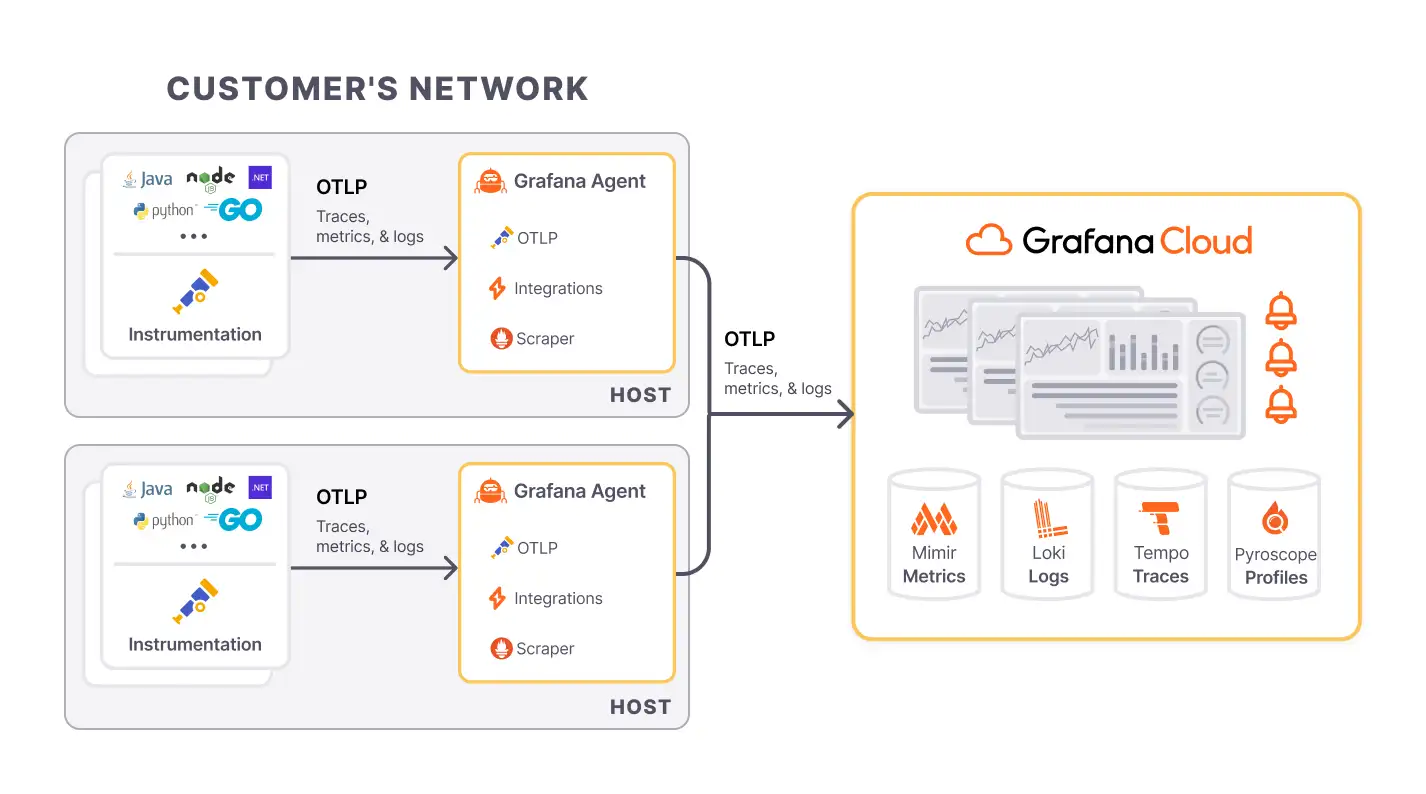 CUSTOMER'S NETWORK
Java node .NET
JS
python GO
...
Instrumentation
OTLP
Traces,
metrics, & logs
Grafana Agent
OTLP
Integrations
Scraper
HOST
Java node .NET
JS
python GO
...
Instrumentation
OTLP
Traces,
metrics, & logs
Grafana Agent
OTLP
Integrations
Scraper
HOST
OTLP
Traces,
metrics, & logs
Grafana Cloud
Mimir
Metrics
Loki
Logs
Tempo
Traces
Pyroscope
Profiles